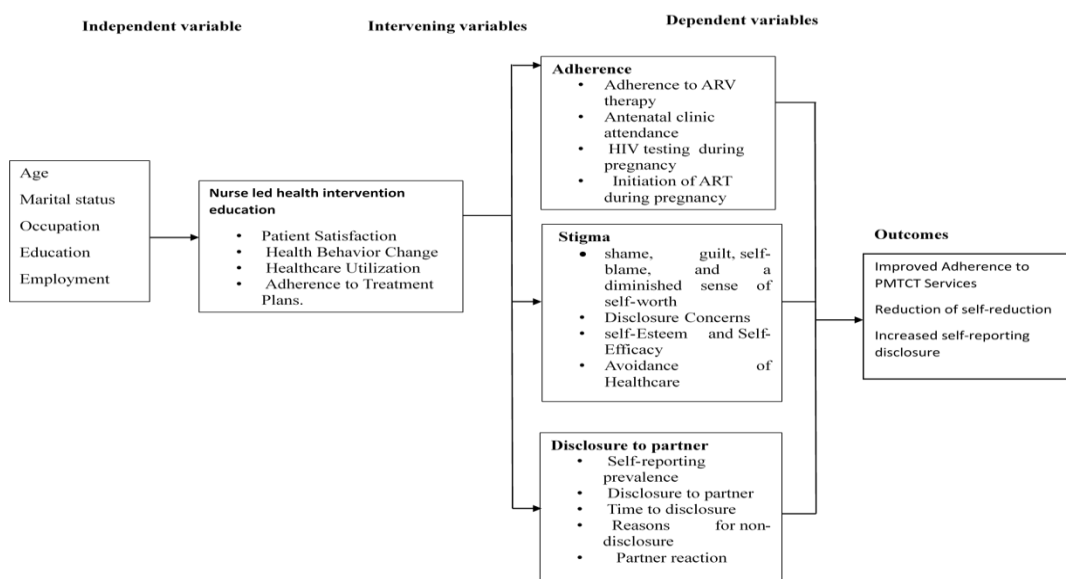 Independent variable
Intervening variables
Dependent variables
Age
Marital status
Occupation
Education
Employment
Nurse led health intervention
education
• Patient Satisfaction
• Health Behavior Change
• Healthcare Utilization
• Adherence to Treatment
Plans.
Adherence
• Adherence to ARV
therapy
• Antenatal clinic
attendance
• HIV testing during
pregnancy
• Initiation of ART
during pregnancy
Stigma
• shame, guilt, self-
blame, and a
diminished sense of
self-worth
• Disclosure Concerns
• self-Esteem and Self-
Efficacy
• Avoidance of
Healthcare
Disclosure to partner
• Self-reporting
prevalence
• Disclosure to partner
• Time to disclosure
• Reasons for non-
disclosure
• Partner reaction
Outcomes
Improved Adherence to
PMTCT Services
Reduction of self-reduction
Increased self-reporting
disclosure